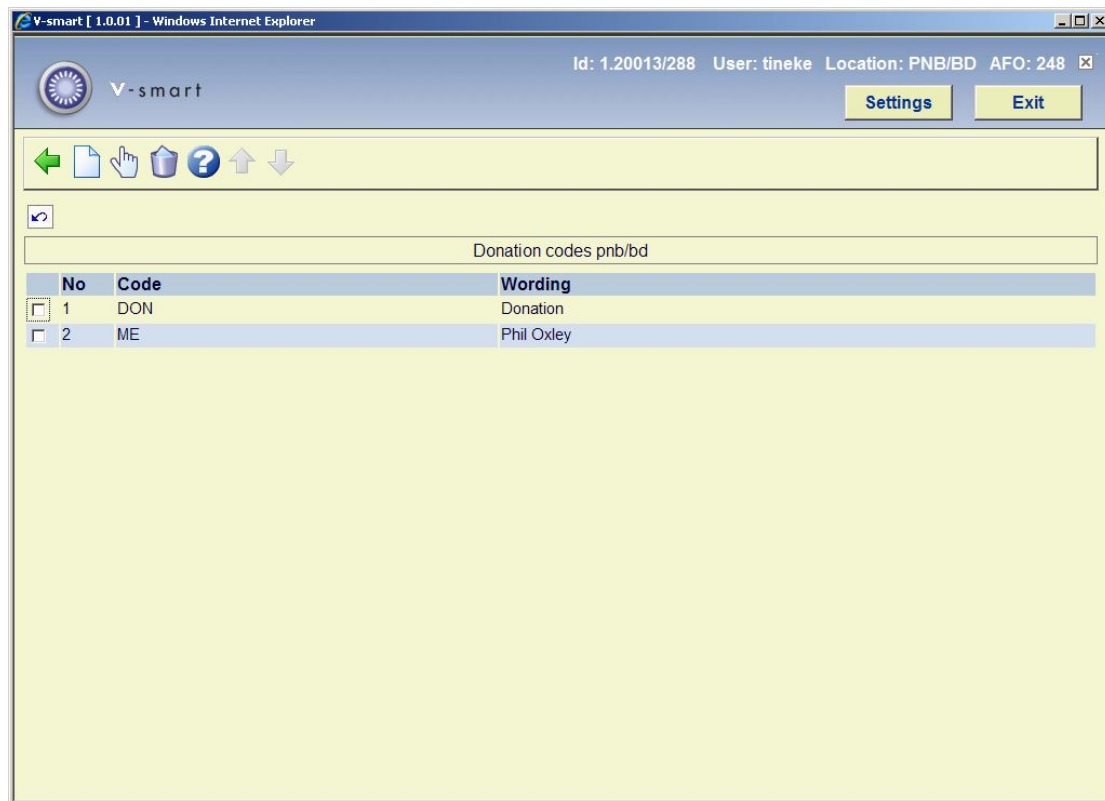 V-smart [ 1.0.01 ] - Windows Internet Explorer
Id: 1.20013/288 User: tineke Location: PNB/BD AFO: 248
V-smart
Settings Exit
?
Donation codes pnb/bd
No Code Wording
1 DON Donation
2 ME Phil Oxley